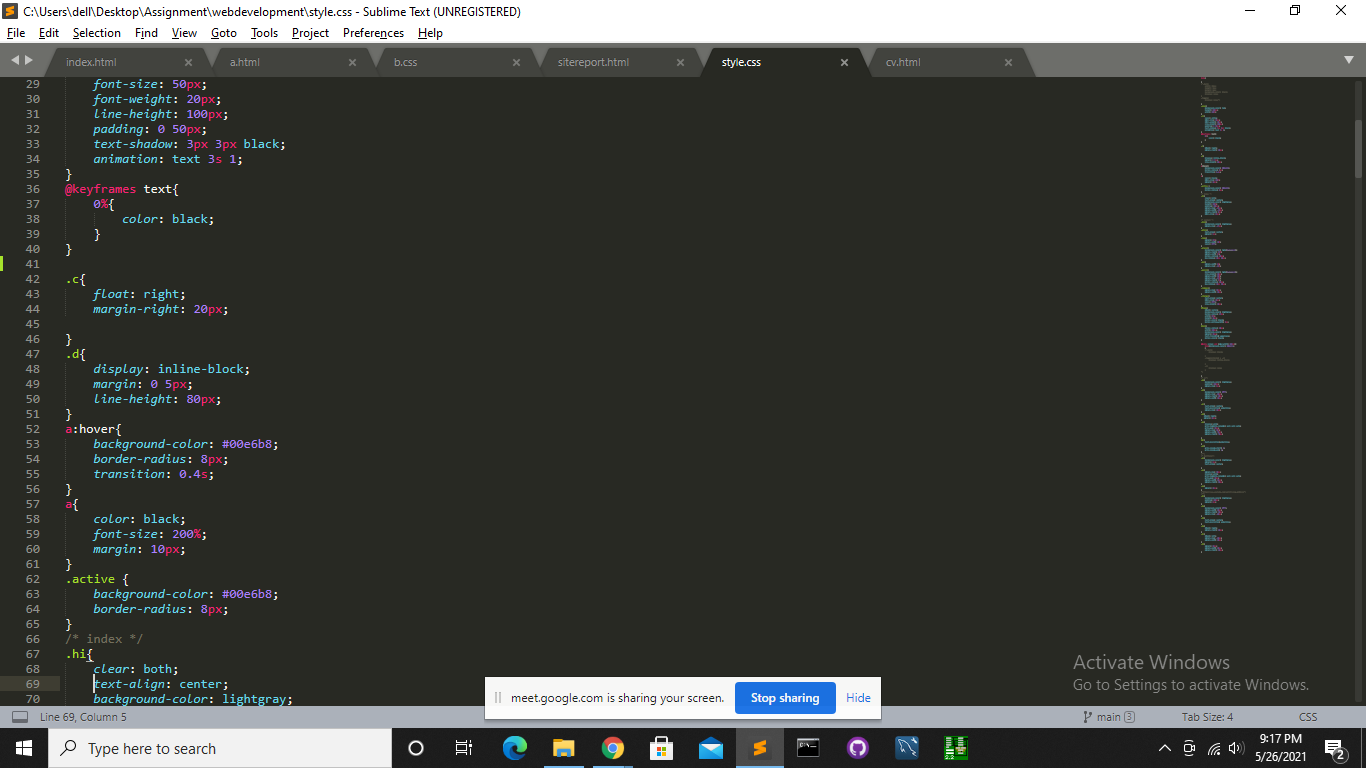 C:\Users\dell\Desktop\Assignment\webdevelopment\style.css - Sublime Text (UNREGISTERED)
File Edit Selection Find View Goto Tools Project Preferences Help
index.html a.html b.css sitereport.html style.css cv.html
29 font-size: 50px;
30 font-weight: 20px;
31 line-height: 100px;
32 padding: 0 50px;
33 text-shadow: 3px 3px black;
34 animation: text 3s 1;
35 }
36 @keyframes text{
37 0%{
38 color: black;
39 }
40 }
41
42 .c{
43 float: right;
44 margin-right: 20px;
45
46 }
47 .d{
48 display: inline-block;
49 margin: 0 5px;
50 line-height: 80px;
51 }
52 a:hover{
53 background-color: #00e6b8;
54 border-radius: 8px;
55 transition: 0.4s;
56 }
57 a{
58 color: black;
59 font-size: 200%;
60 margin: 10px;
61 }
62 .active {
63 background-color: #00e6b8;
64 border-radius: 8px;
65 }
66 /* index */
67 .hi{
68 clear: both;
69 text-align: center;
70 background-color: lightgray;
Activate Windows
Go to Settings to activate Windows.
meet.google.com is sharing your screen. Stop sharing Hide
Line 69, Column 5 main 3 Tab Size: 4 CSS
Type here to search
9:17 PM
5/26/2021
2